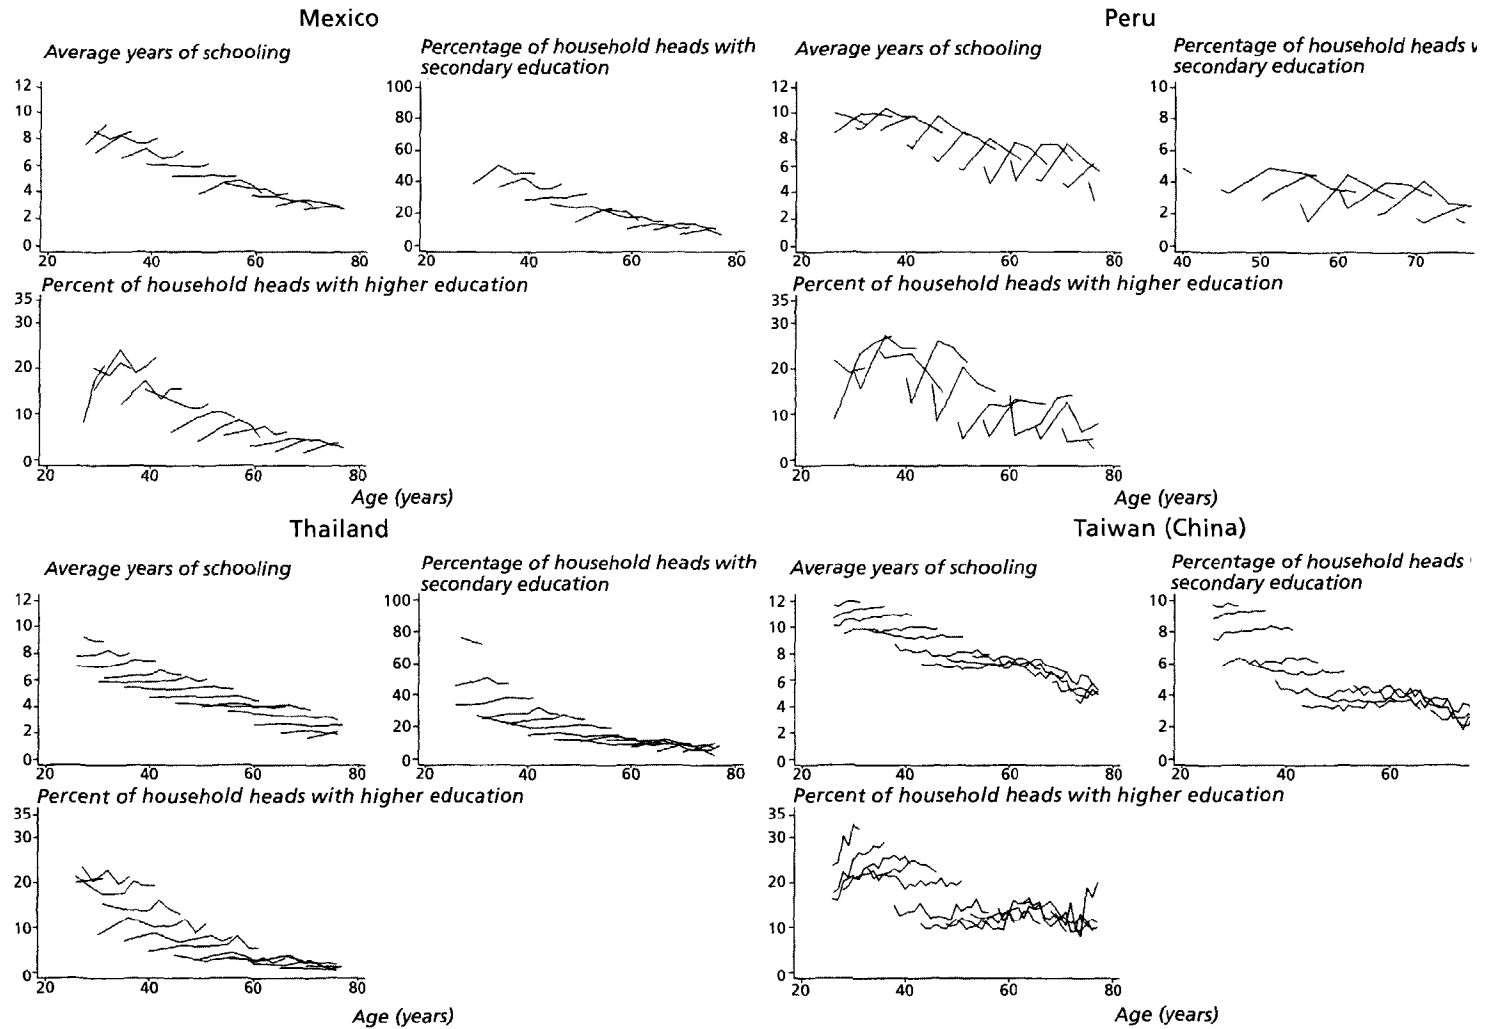 Mexico
Average years of schooling
Percentage of household heads with
secondary education
12
10
8
6
4
2
0
20 40 60 80
100
80
60
40
20
0
20 40 60 80
Percent of household heads with higher education
35
30
20
10
0
20 40 60 80
Age (years)
Peru
Average years of schooling
Percentage of household heads
secondary education
12
10
8
6
4
2
0
20 40 60 80
10
8
6
4
2
0
40 50 60 70
Percent of household heads with higher education
35
30
20
10
0
20 40 60 80
Age (years)
Thailand
Average years of schooling
Percentage of household heads with
secondary education
12
10
8
6
4
2
0
20 40 60 80
100
80
60
40
20
0
20 40 60 80
Percent of household heads with higher education
35
30
20
10
0
20 40 60 80
Age (years)
Taiwan (China)
Average years of schooling
Percentage of household heads
secondary education
12
10
8
6
4
2
0
20 40 60 80
10
8
6
4
2
0
20 40 60
Percent of household heads with higher education
35
30
20
10
0
20 40 60 80
Age (years)